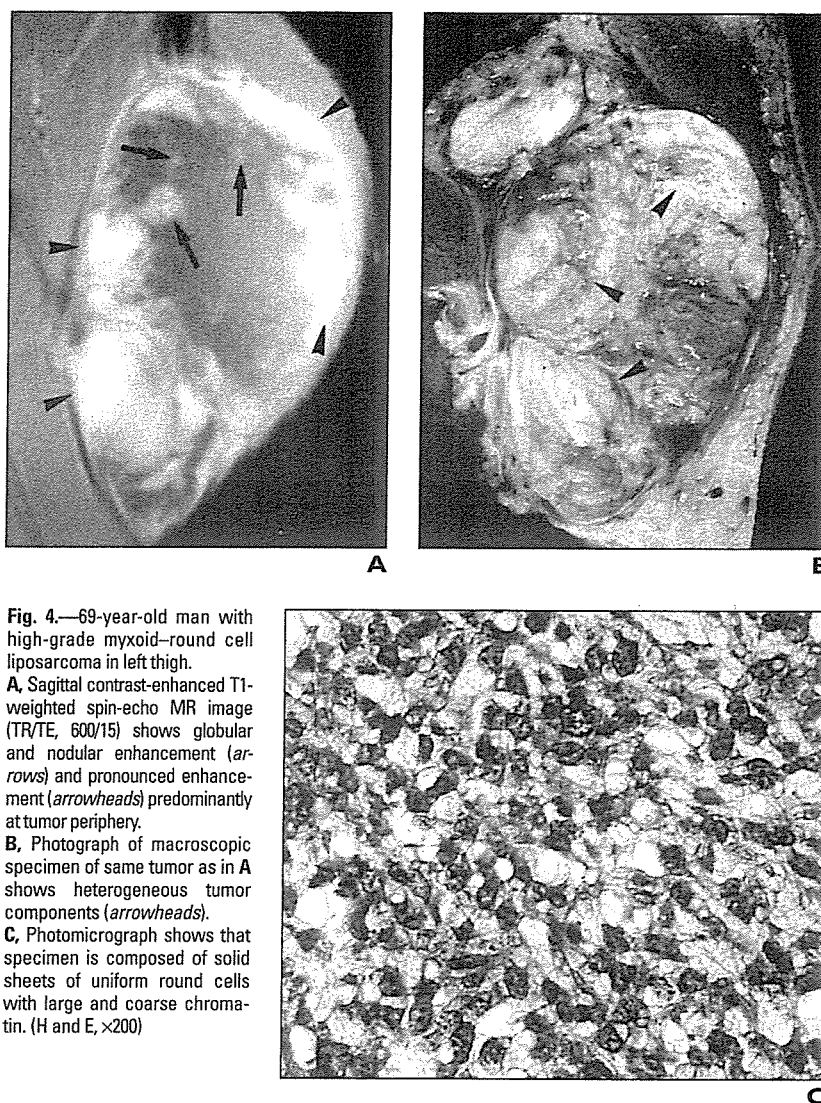 A
B
Fig. 4.—69-year-old man with
high-grade myxoid–round cell
liposarcoma in left thigh.
A, Sagittal contrast-enhanced T1-
weighted spin-echo MR image
(TR/TE, 600/15) shows globular
and nodular enhancement (ar-
rows) and pronounced enhance-
ment (arrowheads) predominantly
at tumor periphery.
B, Photograph of macroscopic
specimen of same tumor as in A
shows heterogeneous tumor
components (arrowheads).
C, Photomicrograph shows that
specimen is composed of solid
sheets of uniform round cells
with large and coarse chroma-
tin. (H and E, ×200)
C